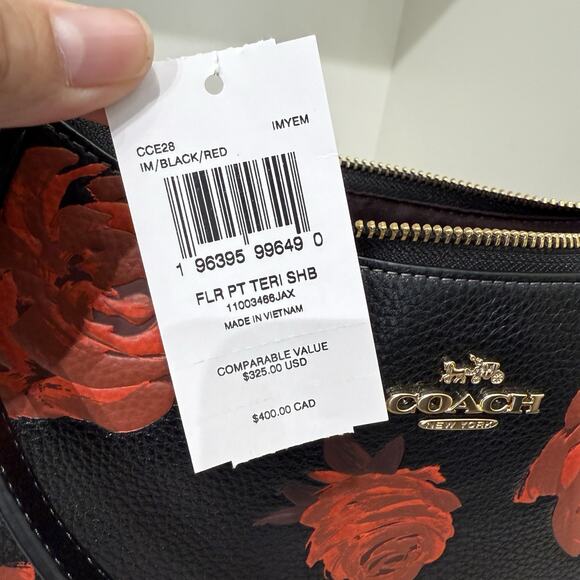 CCE28
IMYEM
IM/BLACK/RED
1 96395 99649 0
FLR PT TERI SHB
11003466JAX
MADE IN VIETNAM
COMPARABLE VALUE
$325.00 USD
$400.00 CAD
COACH
NEW YORK